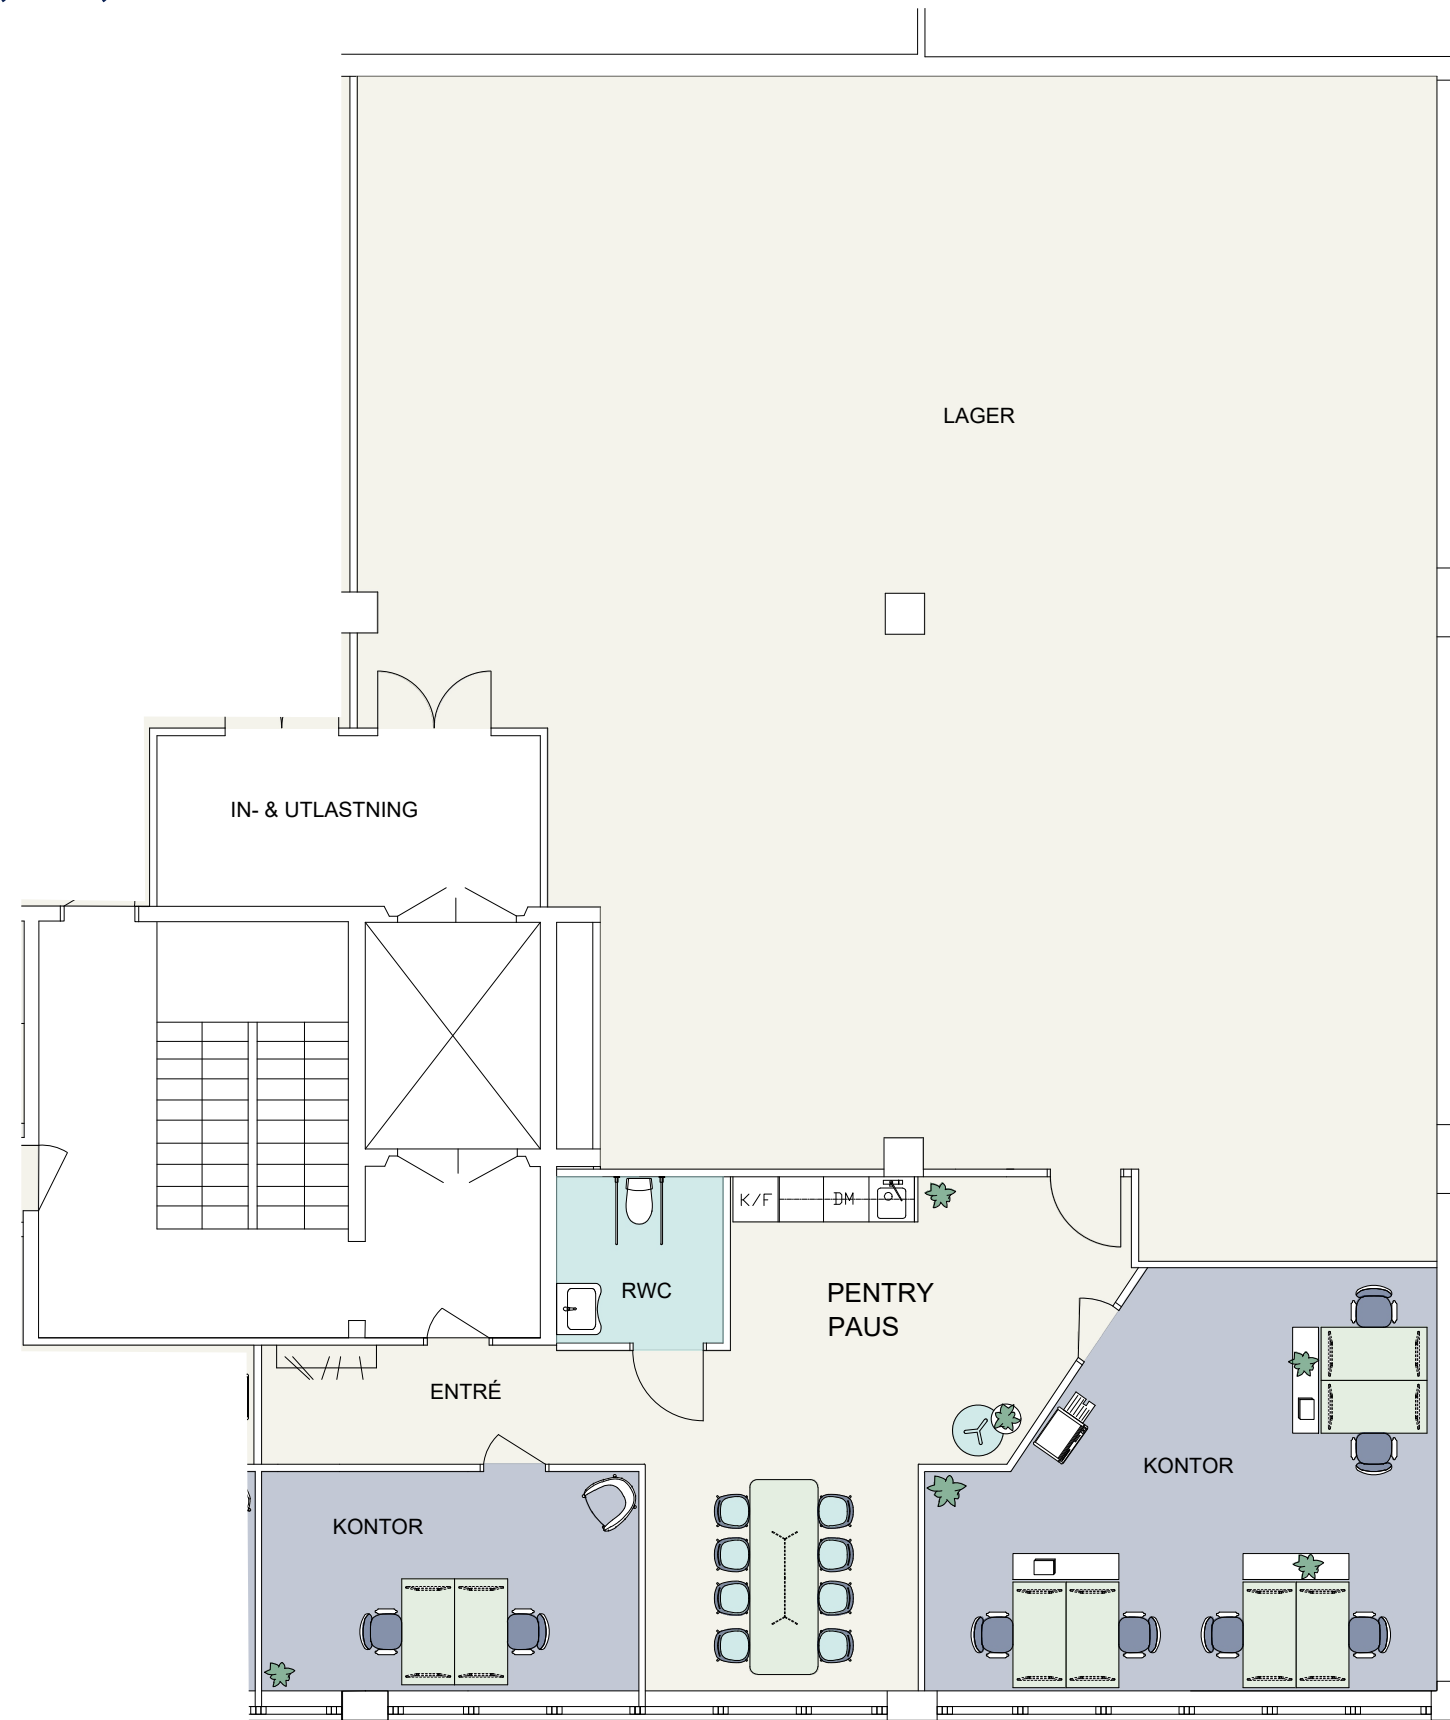 LAGER
IN- & UTLASTNING
K/F
DM
RWC
PENTRY
PAUS
ENTRÉ
KONTOR
KONTOR